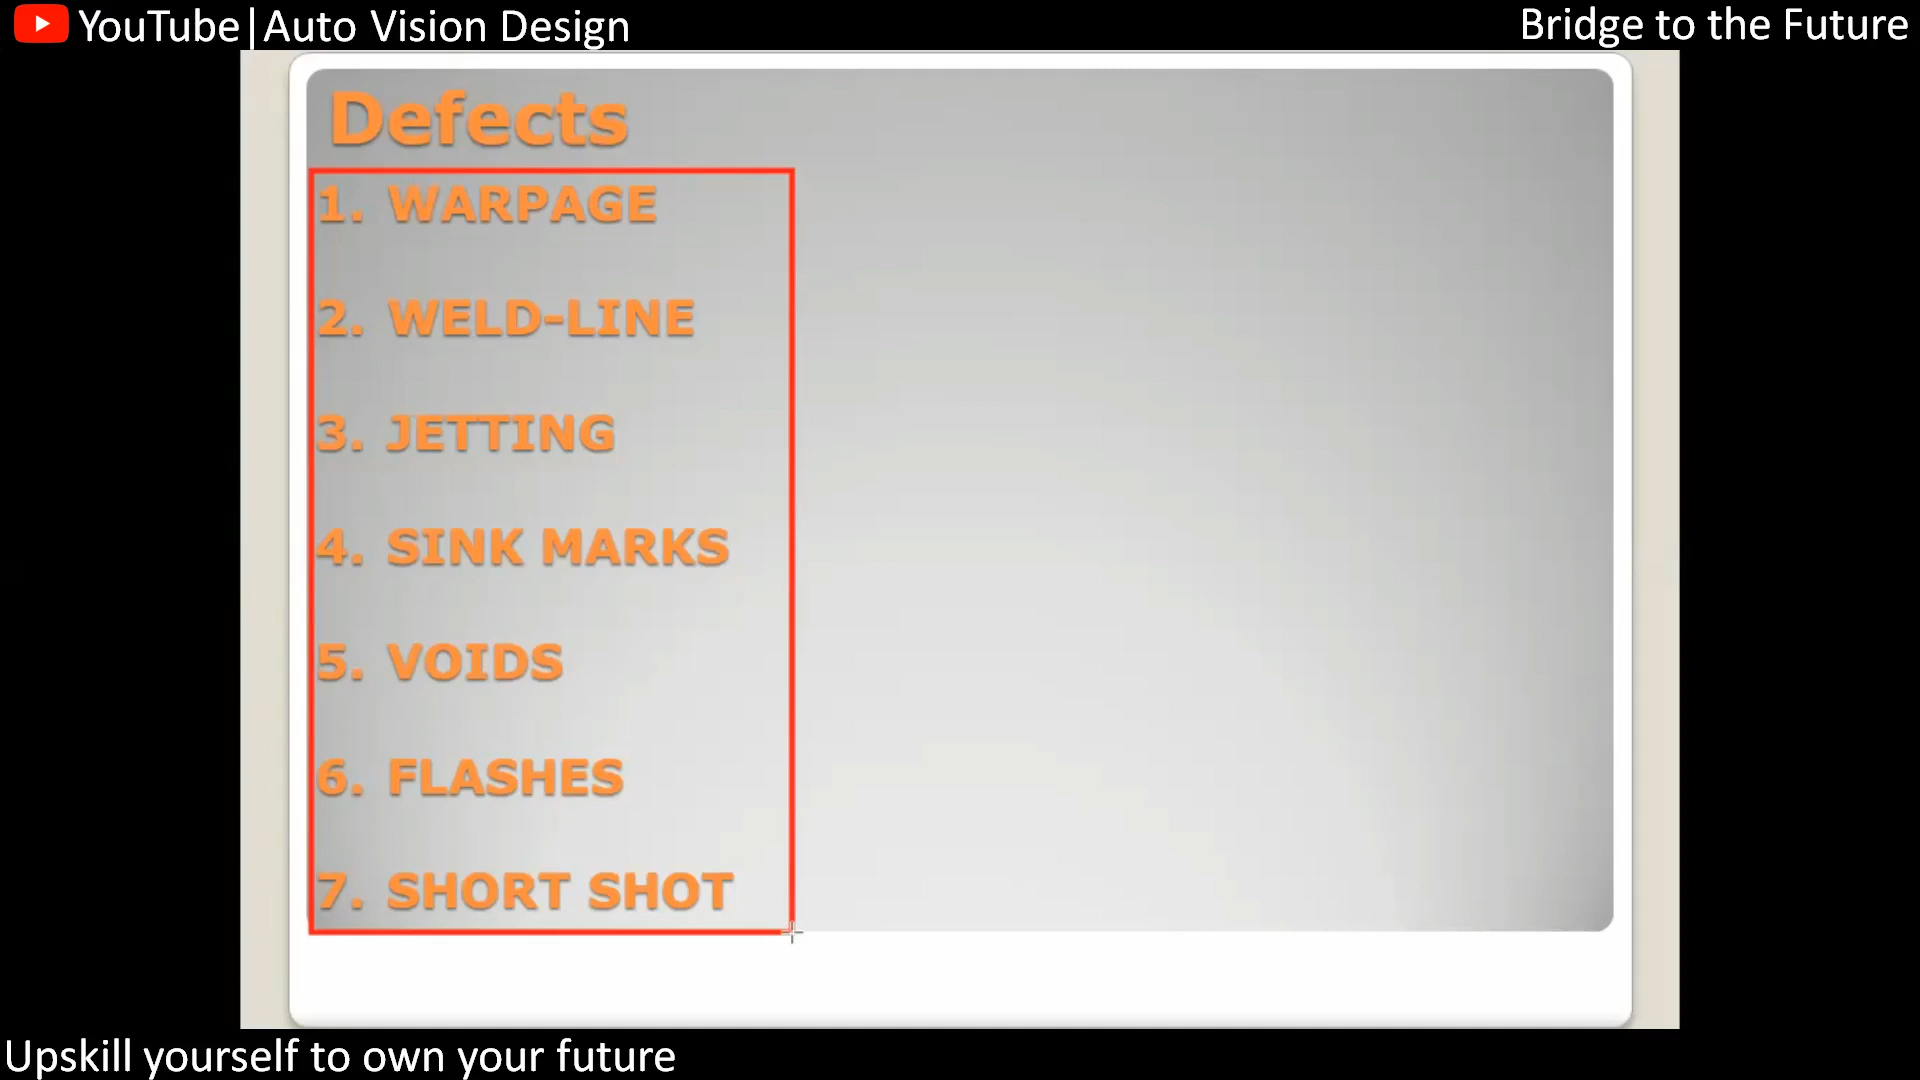 YouTube|Auto Vision Design
Bridge to the Future
Defects
1. WARPAGE
2. WELD-LINE
3. JETTING
4. SINK MARKS
5. VOIDS
6. FLASHES
7. SHORT SHOT
Upskill yourself to own your future